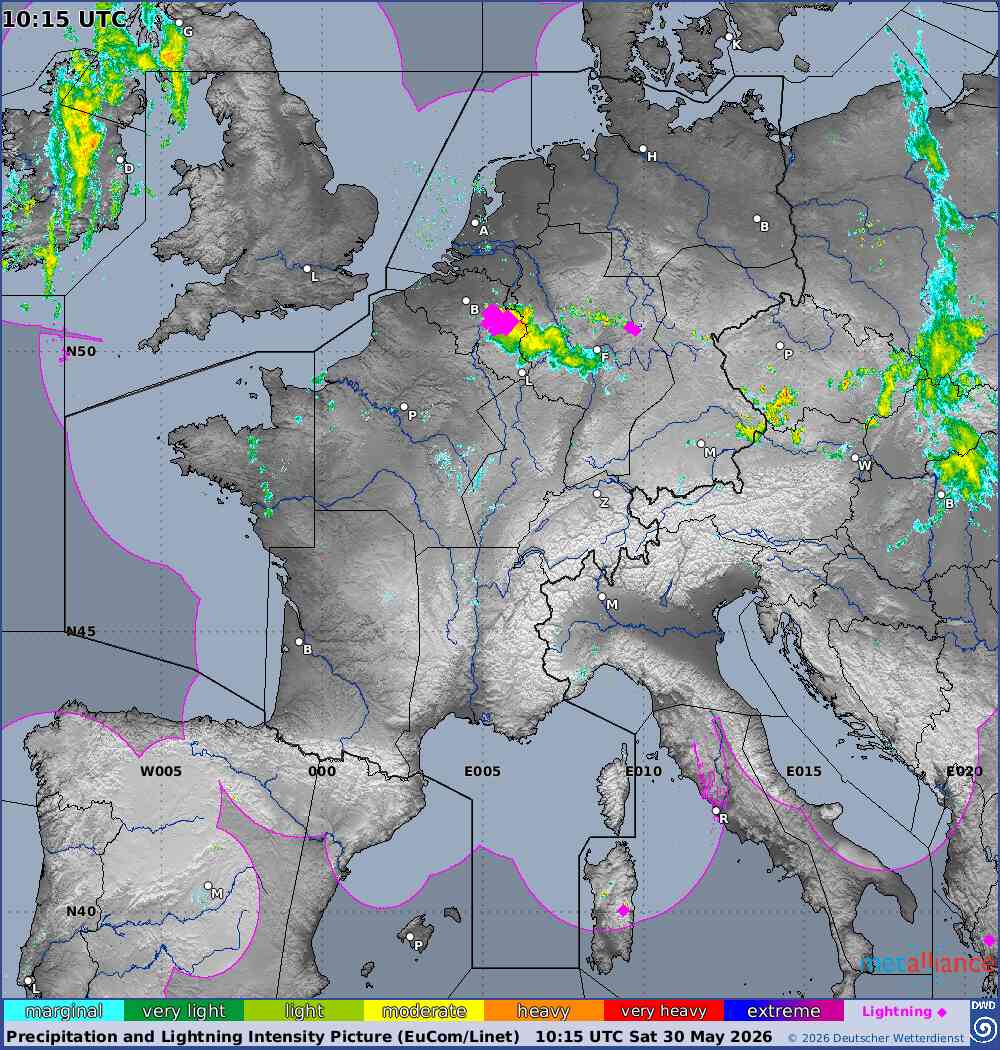 10:15 UTC
G
K
D
H
B
A
L
B
N50
F
P
L
P
M
W
Z
B
M
N45
B
W005
000
E005
E010
E015
E020
R
M
N40
P
L
metalliance
marginal
very light
light
moderate
heavy
very heavy
extreme
Lightning ◆
DWD
Precipitation and Lightning Intensity Picture (EuCom/Linet) 10:15 UTC Sat 30 May 2026 © 2026 Deutscher Wetterdienst